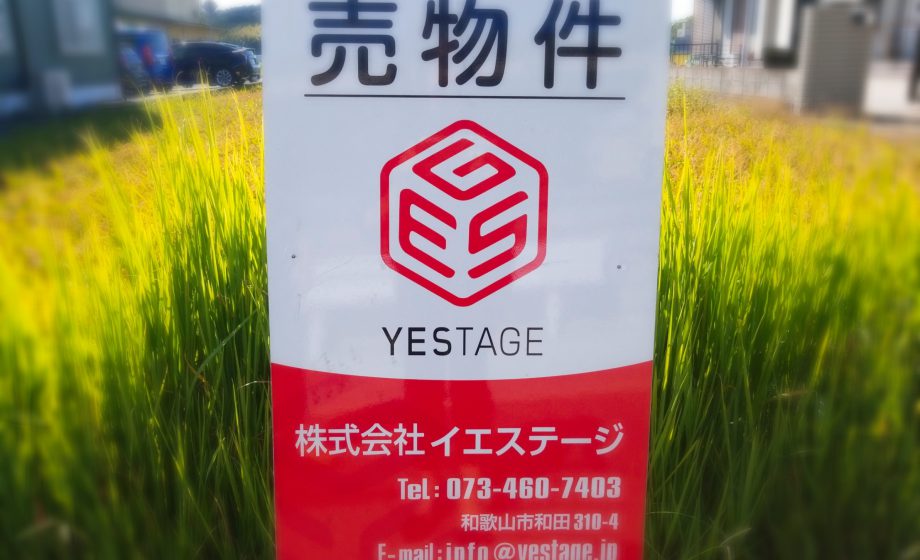 売物件
GES
YESTAGE
株式会社イエステージ
Tel : 073-460-7403
和歌山市和田 310-4
E-mail : info@yestage.jp